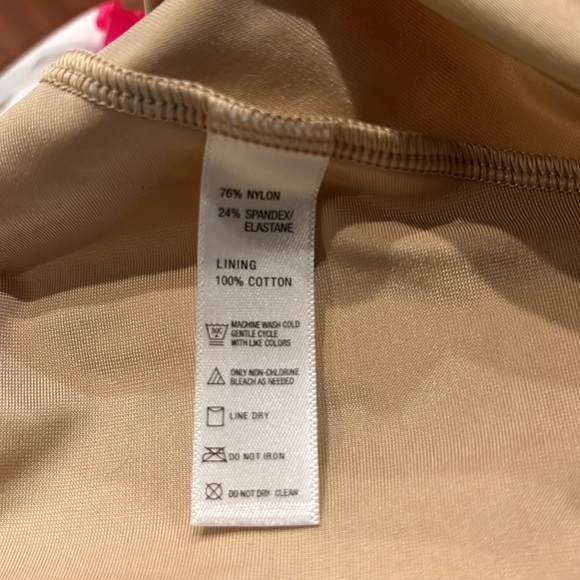 76% NYLON
24% SPANDEX/
ELASTANE
LINING
100% COTTON
30C
MACHINE WASH COLD
GENTLE CYCLE
WITH LIKE COLORS
ONLY NON-CHLORINE
BLEACH AS NEEDED
LINE DRY
DO NOT IRON
DO NOT DRY CLEAN